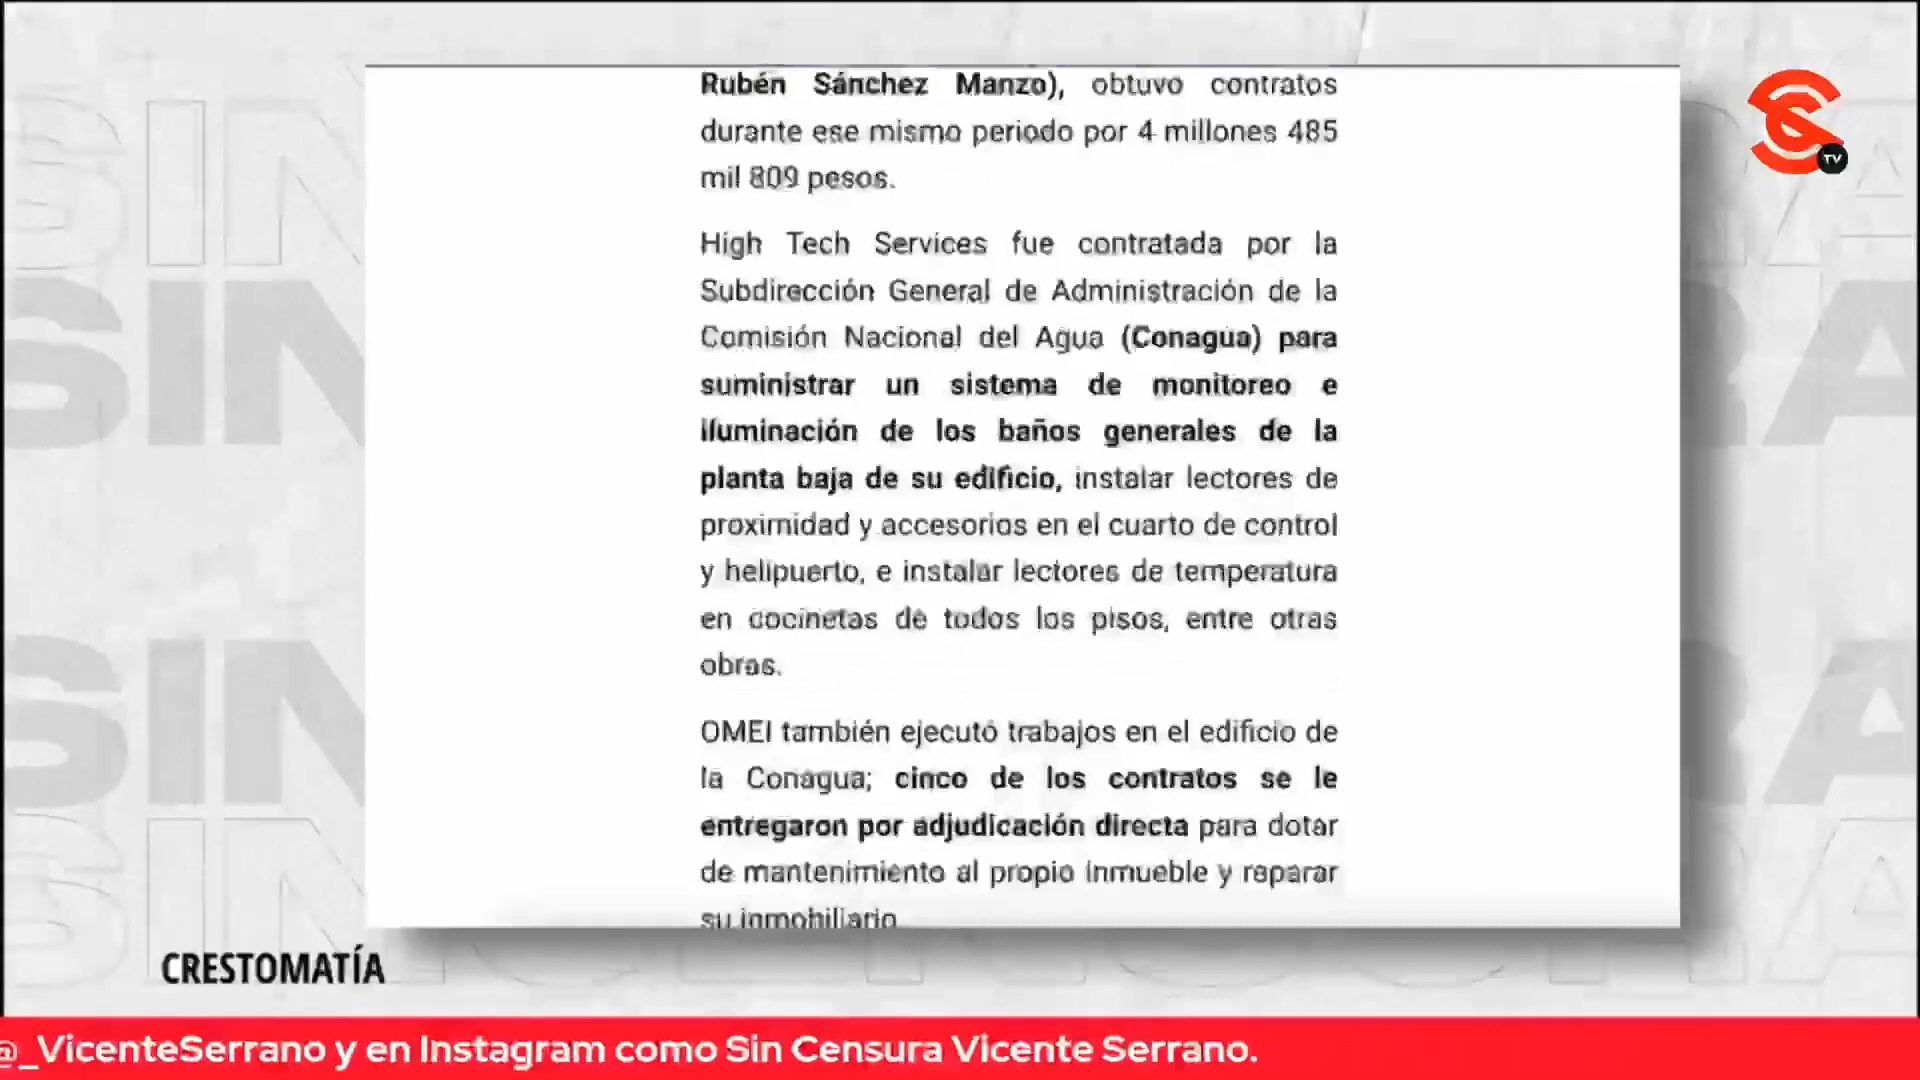 Rubén Sánchez Manzo), obtuvo contratos
durante ese mismo periodo por 4 millones 485
mil 809 pesos.
High Tech Services fue contratada por la
Subdirección General de Administración de la
Comisión Nacional del Agua (Conagua) para
suministrar un sistema de monitoreo e
iluminación de los baños generales de la
planta baja de su edificio, instalar lectores de
proximidad y accesorios en el cuarto de control
y helipuerto, e instalar lectores de temperatura
en cocinetas de todos los pisos, entre otras
obras.
OMEI también ejecutó trabajos en el edificio de
la Conagua; cinco de los contratos se le
entregaron por adjudicación directa para dotar
de mantenimiento al propio inmueble y reparar
su inmobiliario
TV
CRESTOMATÍA
@_VicenteSerrano y en Instagram como Sin Censura Vicente Serrano.